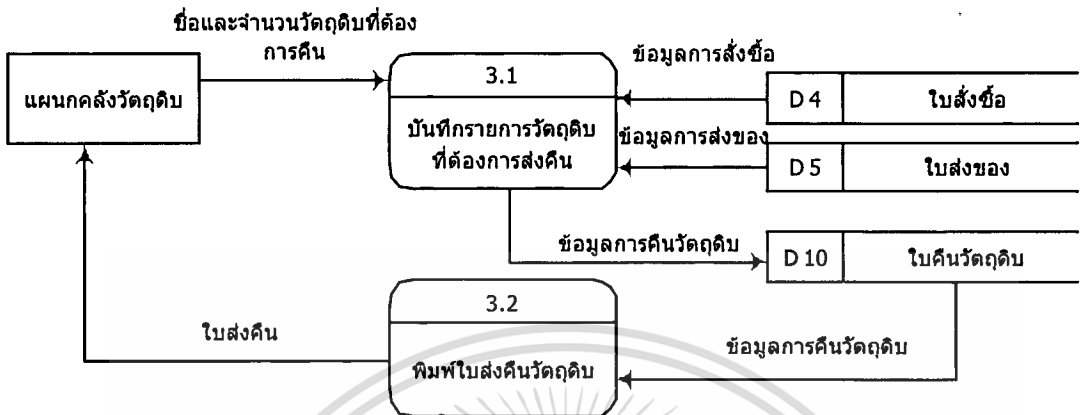 ชื่อและจำนวนวัตถุดิบที่ต้อง
การคืน
แผนกคลังวัตถุดิบ
3.1
บันทึกรายการวัตถุดิบ
ที่ต้องการส่งคืน
ข้อมูลการสั่งซื้อ
D 4
ใบสั่งซื้อ
ข้อมูลการส่งของ
D 5
ใบส่งของ
ข้อมูลการคืนวัตถุดิบ
D 10
ใบคืนวัตถุดิบ
3.2
พิมพ์ใบส่งคืนวัตถุดิบ
ใบส่งคืน
ข้อมูลการคืนวัตถุดิบ